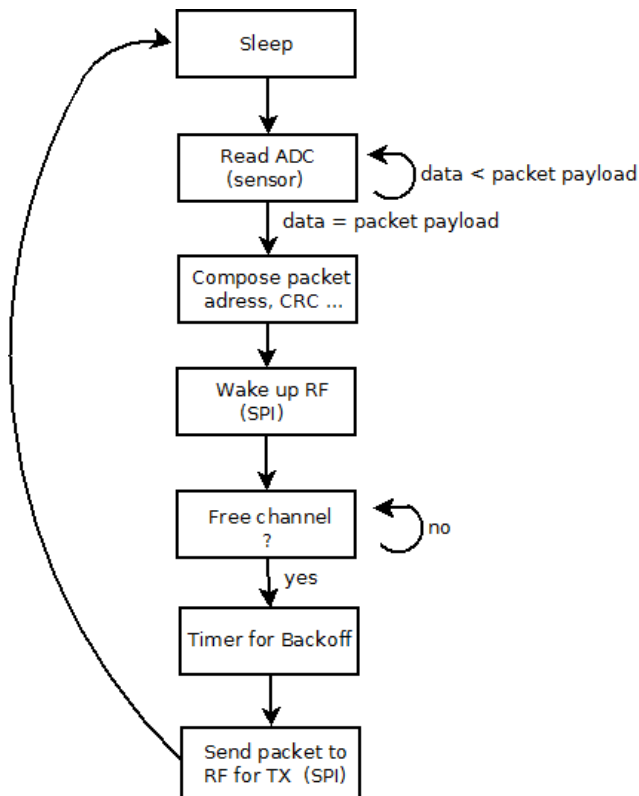 Sleep
Read ADC
(sensor)
data < packet payload
data = packet payload
Compose packet
adress, CRC ...
Wake up RF
(SPI)
Free channel
?
no
yes
Timer for Backoff
Send packet to
RF for TX (SPI)